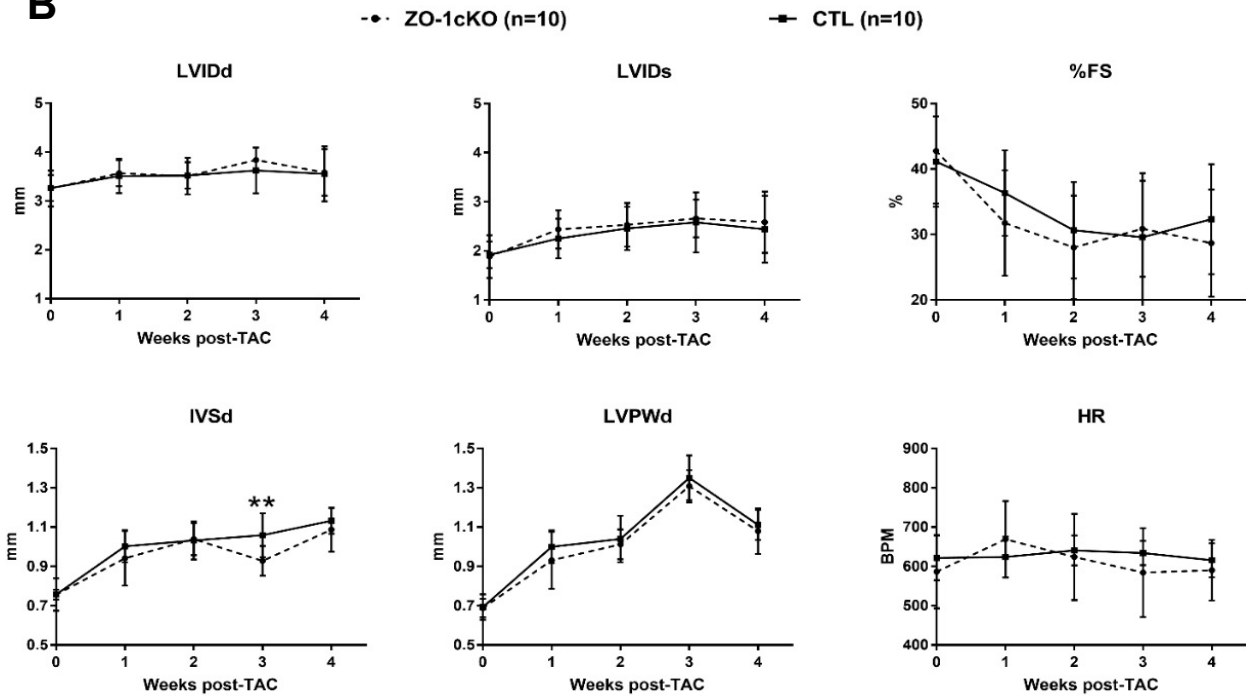 B
ZO-1cKO (n=10) CTL (n=10)
LVIDd
5
4
3
2
1
mm
0 1 2 3 4
Weeks post-TAC
LVIDs
5
4
3
2
1
mm
0 1 2 3 4
Weeks post-TAC
%FS
50
40
30
20
%
0 1 2 3 4
Weeks post-TAC
IVSd
1.5
1.3
1.1
0.9
0.7
0.5
mm
**
0 1 2 3 4
Weeks post-TAC
LVPWd
1.5
1.3
1.1
0.9
0.7
0.5
mm
0 1 2 3 4
Weeks post-TAC
HR
900
800
700
600
500
400
BPM
0 1 2 3 4
Weeks post-TAC